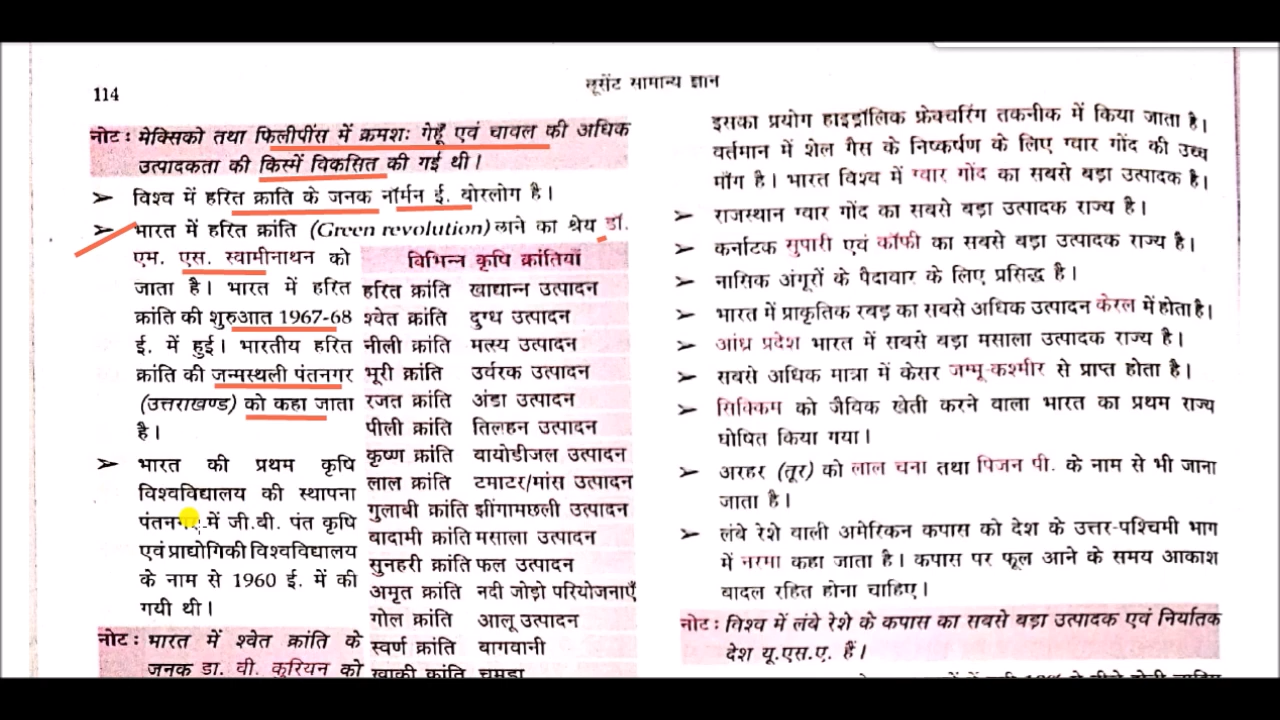 114
लूसेंट सामान्य ज्ञान
नोट : मेक्सिको तथा फिलीपींस में क्रमशः गेहूँ एवं चावल की अधिक
उत्पादकता की किस्में विकसित की गई थी।
➢ विश्व में हरित क्राति के जनक नॉर्मन ई. बोरलोग है।
➢ भारत में हरित क्रांति (Green revolution) लाने का श्रेय डॉ.
एम. एस. स्वामीनाथन को
जाता है। भारत में हरित
क्रांति की शुरुआत 1967-68
ई. में हुई। भारतीय हरित
क्रांति की जन्मस्थली पंतनगर
(उत्तराखण्ड) को कहा जाता
है।
➢ भारत की प्रथम कृषि
विश्वविद्यालय की स्थापना
पंतनगर में जी.बी. पंत कृषि
एवं प्राद्योगिकी विश्वविद्यालय
के नाम से 1960 ई. में की
गयी थी।
नोट : भारत में श्वेत क्रांति के
जनक डा. वी. कूरियन को
विभिन्न कृषि क्रांतियाँ
हरित क्रांति खाद्यान्न उत्पादन
श्वेत क्रांति दुग्ध उत्पादन
नीली क्रांति मत्स्य उत्पादन
भूरी क्रांति उर्वरक उत्पादन
रजत क्रांति अंडा उत्पादन
पीली क्रांति तिलहन उत्पादन
कृष्ण क्रांति बायोडीजल उत्पादन
लाल क्रांति टमाटर/मांस उत्पादन
गुलाबी क्रांति झींगामछली उत्पादन
बादामी क्रांति मसाला उत्पादन
सुनहरी क्रांति फल उत्पादन
अमृत क्रांति नदी जोड़ो परियोजनाएँ
गोल क्रांति आलू उत्पादन
स्वर्ण क्रांति बागवानी
खाकी क्रांति चमड़ा
इसका प्रयोग हाइड्रॉलिक फ्रेक्चरिंग तकनीक में किया जाता है।
वर्तमान में शेल गैस के निष्कर्षण के लिए ग्वार गोंद की उच्च
माँग है। भारत विश्व में ग्वार गोंद का सबसे बड़ा उत्पादक है।
➢ राजस्थान ग्वार गोंद का सबसे बड़ा उत्पादक राज्य है।
➢ कर्नाटक सुपारी एवं कॉफी का सबसे बड़ा उत्पादक राज्य है।
➢ नासिक अंगूरों के पैदावार के लिए प्रसिद्ध है।
➢ भारत में प्राकृतिक रबड़ का सबसे अधिक उत्पादन केरल में होता है।
➢ आंध्र प्रदेश भारत में सबसे बड़ा मसाला उत्पादक राज्य है।
➢ सबसे अधिक मात्रा में केसर जम्मू-कश्मीर से प्राप्त होता है।
➢ सिक्किम को जैविक खेती करने वाला भारत का प्रथम राज्य
घोषित किया गया।
➢ अरहर (तूर) को लाल चना तथा पिजन पी. के नाम से भी जाना
जाता है।
➢ लंबे रेशे वाली अमेरिकन कपास को देश के उत्तर-पश्चिमी भाग
में नरमा कहा जाता है। कपास पर फूल आने के समय आकाश
बादल रहित होना चाहिए।
नोट : विश्व में लंबे रेशे के कपास का सबसे बड़ा उत्पादक एवं निर्यातक
देश यू.एस.ए. हैं।